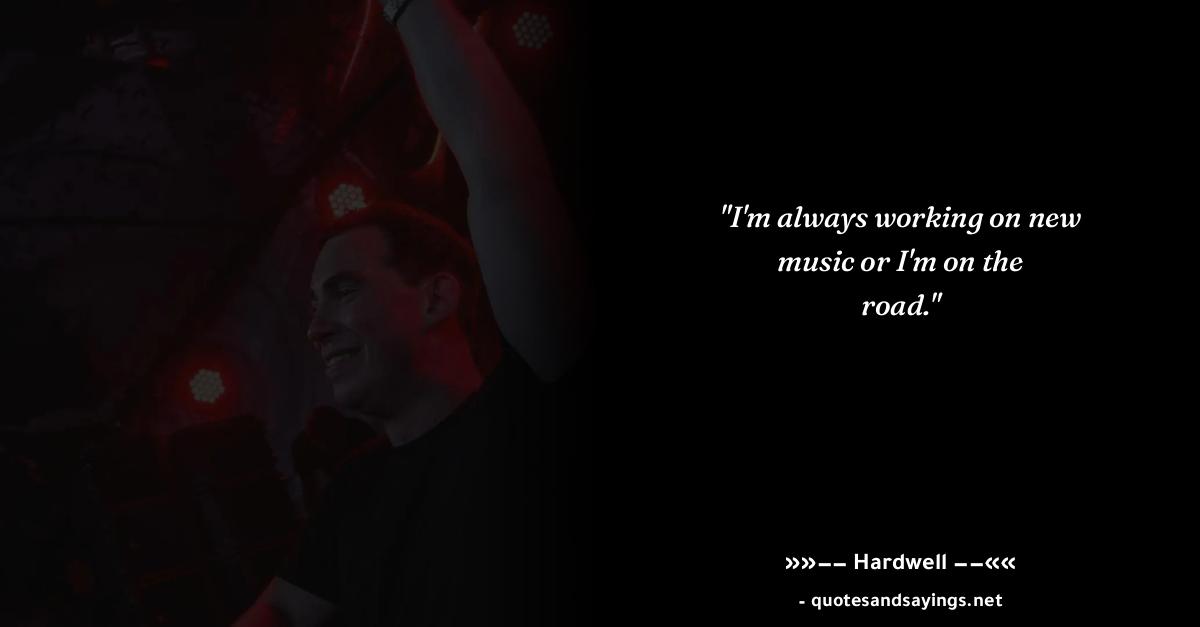 "I'm always working on new
music or I'm on the
road."
»»−− Hardwell −−««
- quotesandsayings.net